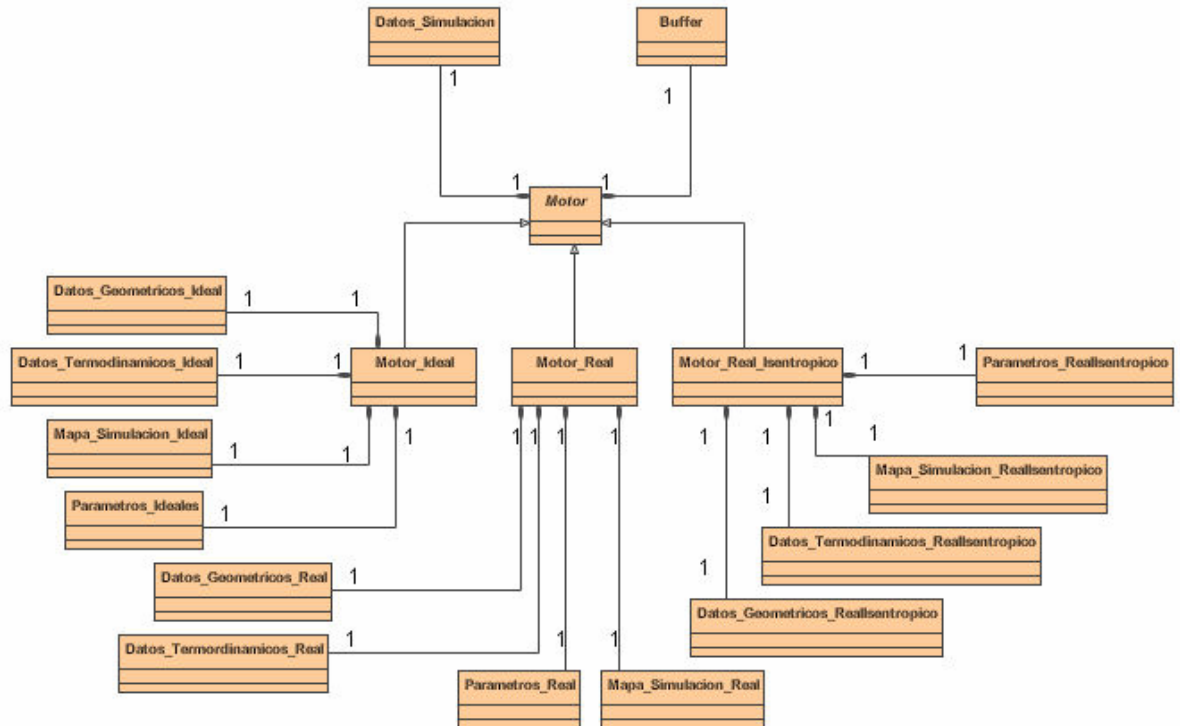 Datos_Simulacion
Buffer
1
1
1
1
Motor
Datos_Geometricos_Ideal
1
1
Datos_Termodinamicos_Ideal
1
1
Motor_Ideal
Motor_Real
Motor_Real_Isentropico
1
1
Parametros_RealIsentropico
Mapa_Simulacion_Ideal
1
1
1
1
1
1
1
1
1
1
1
Mapa_Simulacion_RealIsentropico
Parametros_Ideales
1
1
Datos_Termodinamicos_RealIsentropico
Datos_Geometricos_Real
1
1
Datos_Geometricos_RealIsentropico
Datos_Termordinamicos_Real
1
1
1
Parametros_Real
Mapa_Simulacion_Real